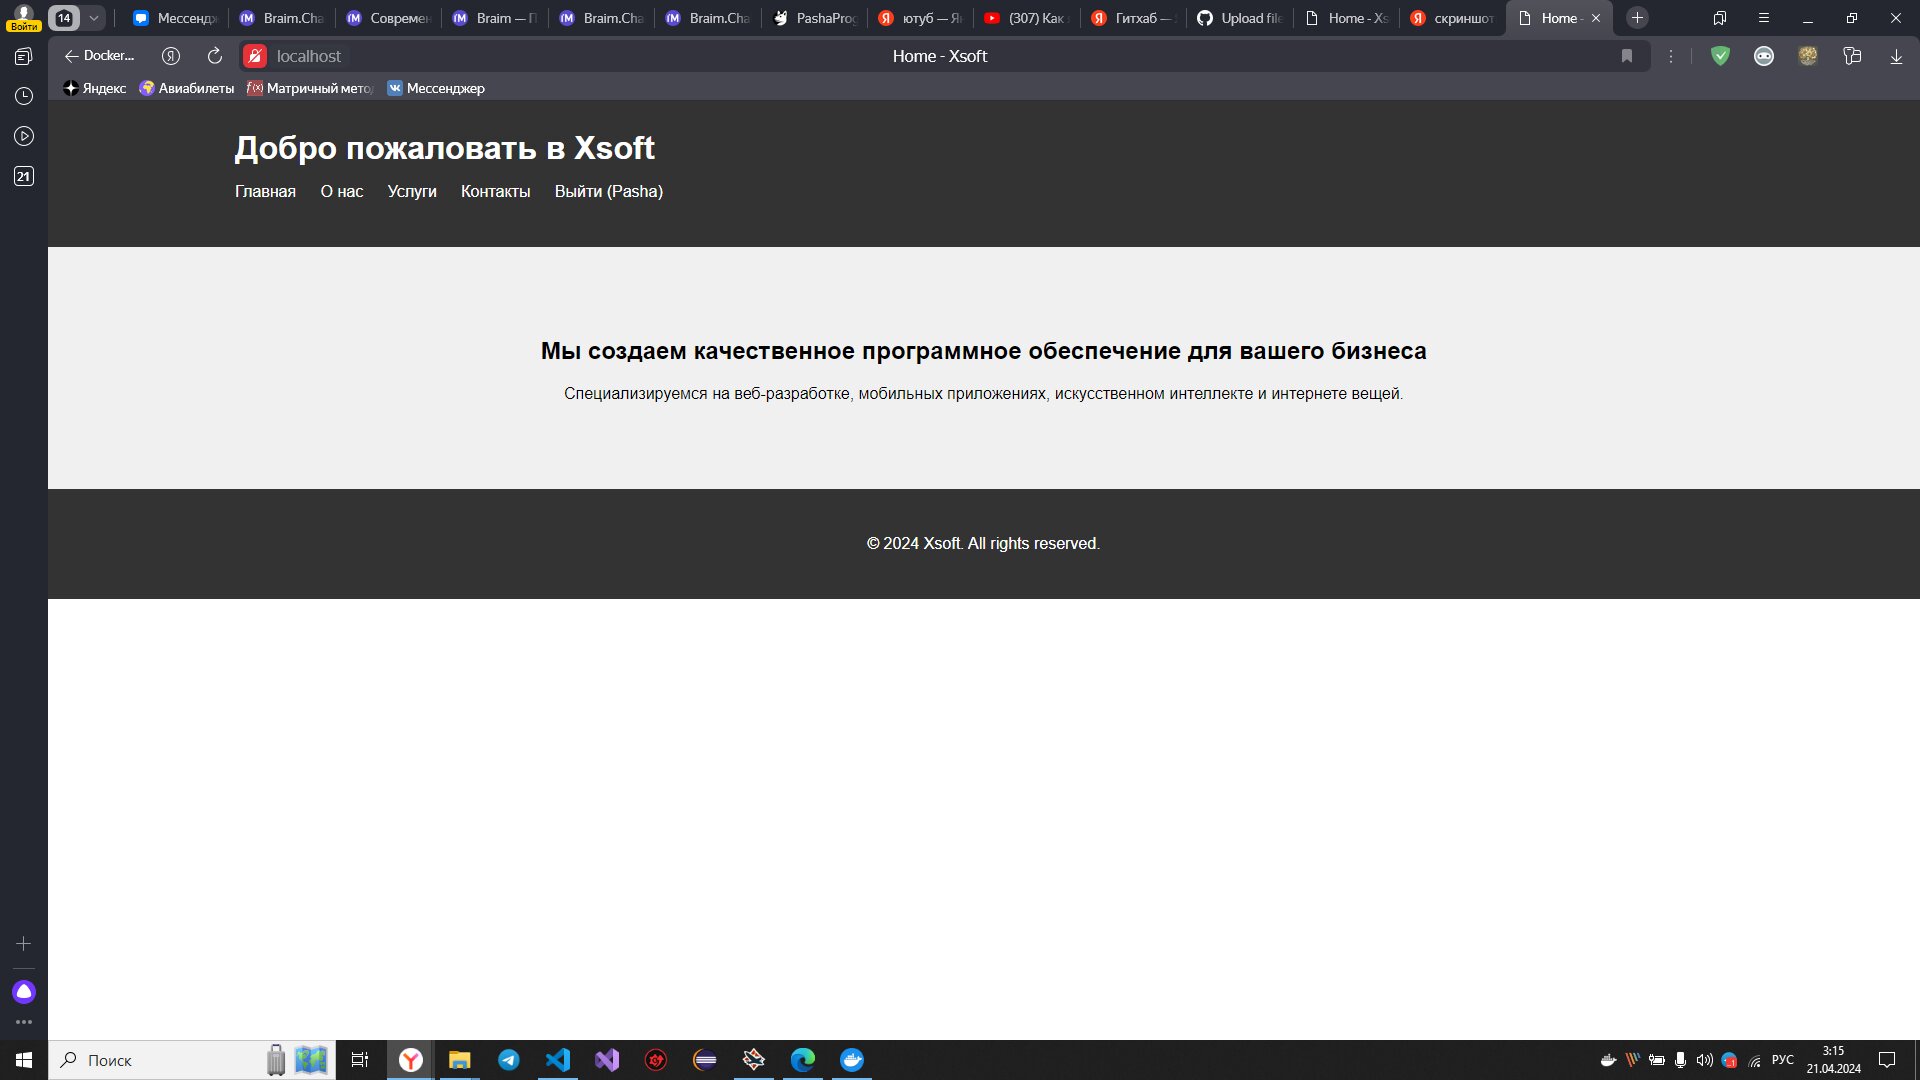 14
Мессендж
Braim.Cha
Современ
Braim — П
Braim.Cha
Braim.Cha
PashaProg
ютуб — Ян
(307) Как
Гитхаб —
Upload file
Home - Xs
скриншот
Home -
Войти
Docker...
localhost
Home - Xsoft
Яндекс
Авиабилеты
Матричный мето
Мессенджер
21
Добро пожаловать в Xsoft
Главная О нас Услуги Контакты Выйти (Pasha)
Мы создаем качественное программное обеспечение для вашего бизнеса
Специализируемся на веб-разработке, мобильных приложениях, искусственном интеллекте и интернете вещей.
© 2024 Xsoft. All rights reserved.
Поиск
РУС
3:15
21.04.2024